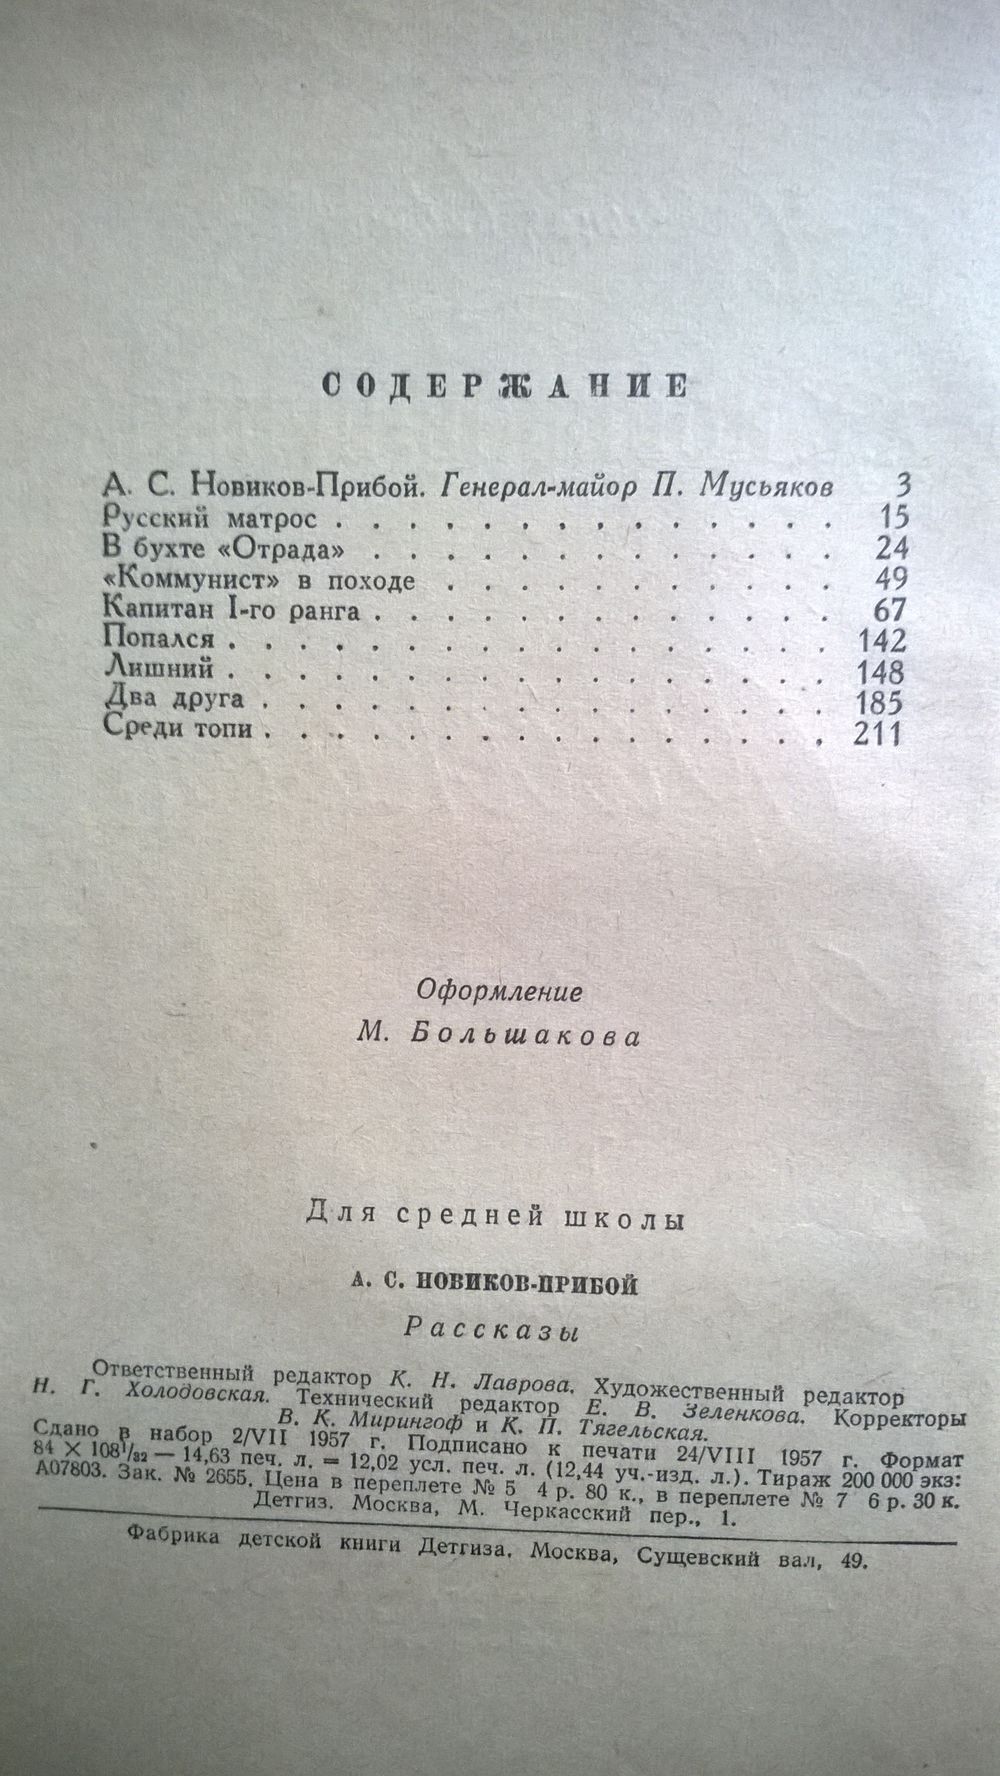 СОДЕРЖАНИЕ
А. С. Новиков-Прибой. Генерал-майор П. Мусьяков 3
Русский матрос . . . . . . . . . . . . . . 15
В бухте «Отрада» . . . . . . . . . . . . . 24
«Коммунист» в походе . . . . . . . . . . . 49
Капитан I-го ранга . . . . . . . . . . . . . 67
Попался . . . . . . . . . . . . . . . . . 142
Лишний . . . . . . . . . . . . . . . . . 148
Два друга . . . . . . . . . . . . . . . . 185
Среди топи . . . . . . . . . . . . . . . . 211
Оформление
М. Большакова
Для средней школы
А. С. НОВИКОВ-ПРИБОЙ
Рассказы
Ответственный редактор К. Н. Лаврова. Художественный редактор
Н. Г. Холодовская. Технический редактор Е. В. Зеленкова. Корректоры
В. К. Мирингоф и К. П. Тягельская.
Сдано в набор 2/VII 1957 г. Подписано к печати 24/VIII 1957 г. Формат
84 × 108¹/₃₂ — 14,63 печ. л. = 12,02 усл. печ. л. (12,44 уч.-изд. л.). Тираж 200 000 экз:
А07803. Зак. № 2655. Цена в переплете № 5 4 р. 80 к., в переплете № 7 6 р. 30 к.
Детгиз. Москва, М. Черкасский пер., 1.
Фабрика детской книги Детгиза. Москва, Сущевский вал, 49.